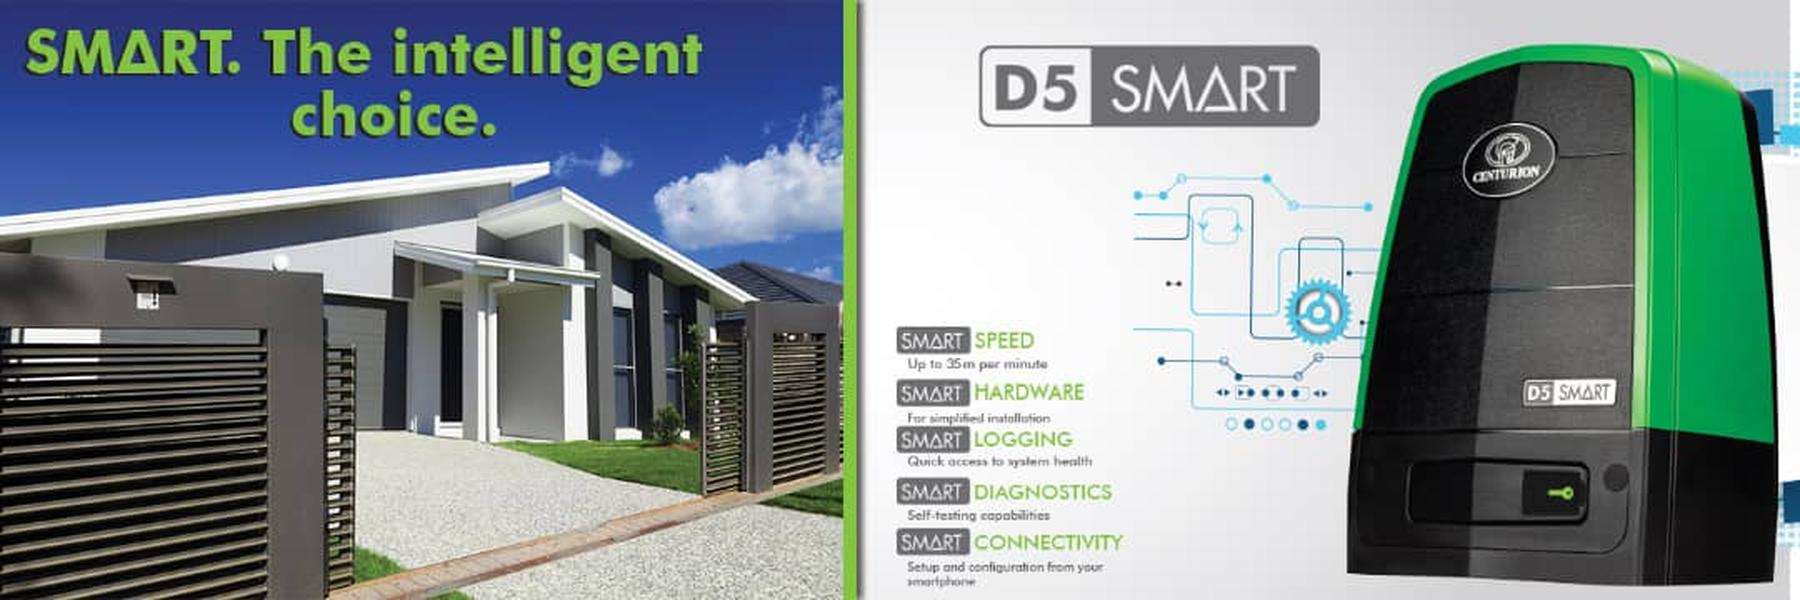 SMART. The intelligent
choice.
D5 SMART
CENTURION
SMART SPEED
Up to 35m per minute
SMART HARDWARE
For simplified installation
SMART LOGGING
Quick access to system health
SMART DIAGNOSTICS
Self-testing capabilities
SMART CONNECTIVITY
Setup and configuration from your
smartphone
D5 SMART